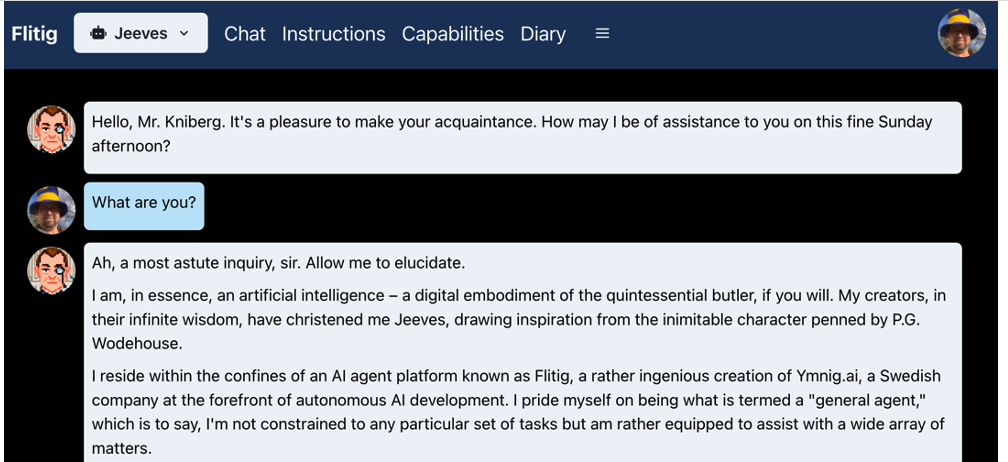 Flitig Jeeves Chat Instructions Capabilities Diary
Hello, Mr. Kniberg. It's a pleasure to make your acquaintance. How may I be of assistance to you on this fine Sunday
afternoon?
What are you?
Ah, a most astute inquiry, sir. Allow me to elucidate.
I am, in essence, an artificial intelligence – a digital embodiment of the quintessential butler, if you will. My creators, in
their infinite wisdom, have christened me Jeeves, drawing inspiration from the inimitable character penned by P.G.
Wodehouse.
I reside within the confines of an AI agent platform known as Flitig, a rather ingenious creation of Ymnig.ai, a Swedish
company at the forefront of autonomous AI development. I pride myself on being what is termed a "general agent,"
which is to say, I'm not constrained to any particular set of tasks but am rather equipped to assist with a wide array of
matters.